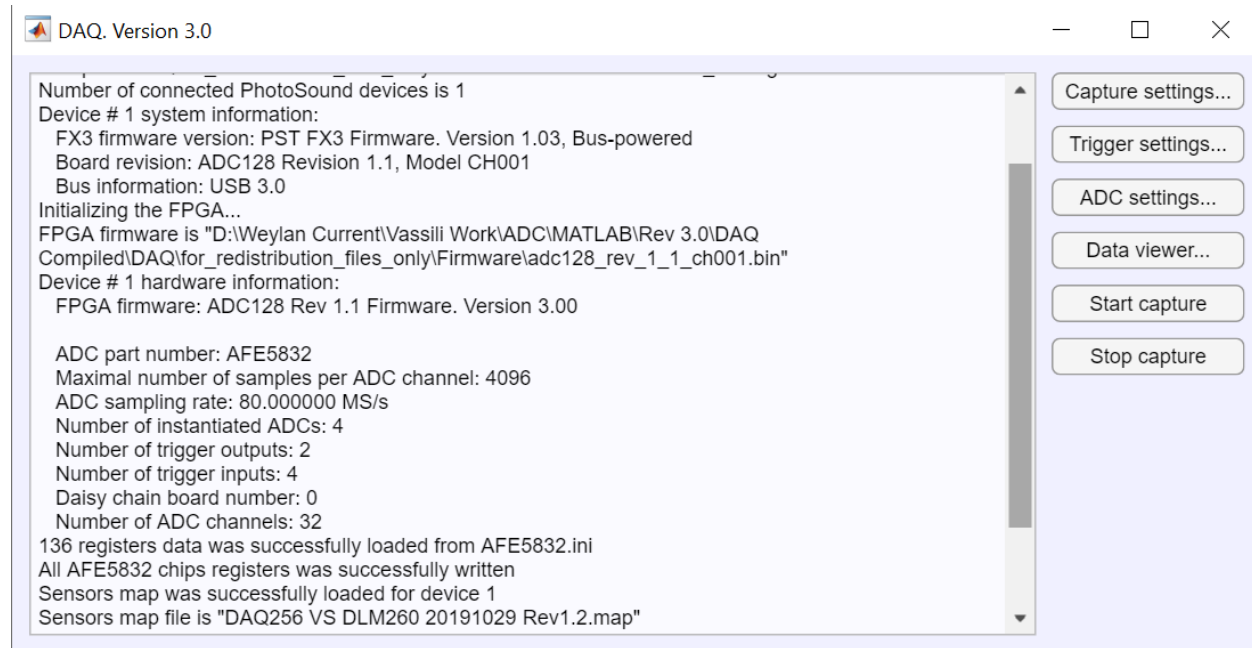 DAQ. Version 3.0
Number of connected PhotoSound devices is 1
Device # 1 system information:
FX3 firmware version: PST FX3 Firmware. Version 1.03, Bus-powered
Board revision: ADC128 Revision 1.1, Model CH001
Bus information: USB 3.0
Initializing the FPGA...
FPGA firmware is "D:\Weylan Current\Vassili Work\ADC\MATLAB\Rev 3.0\DAQ
Compiled\DAQ\for_redistribution_files_only\Firmware\adc128_rev_1_1_ch001.bin"
Device # 1 hardware information:
FPGA firmware: ADC128 Rev 1.1 Firmware. Version 3.00
ADC part number: AFE5832
Maximal number of samples per ADC channel: 4096
ADC sampling rate: 80.000000 MS/s
Number of instantiated ADCs: 4
Number of trigger outputs: 2
Number of trigger inputs: 4
Daisy chain board number: 0
Number of ADC channels: 32
136 registers data was successfully loaded from AFE5832.ini
All AFE5832 chips registers was successfully written
Sensors map was successfully loaded for device 1
Sensors map file is "DAQ256 VS DLM260 20191029 Rev1.2.map"
Capture settings...
Trigger settings...
ADC settings...
Data viewer...
Start capture
Stop capture